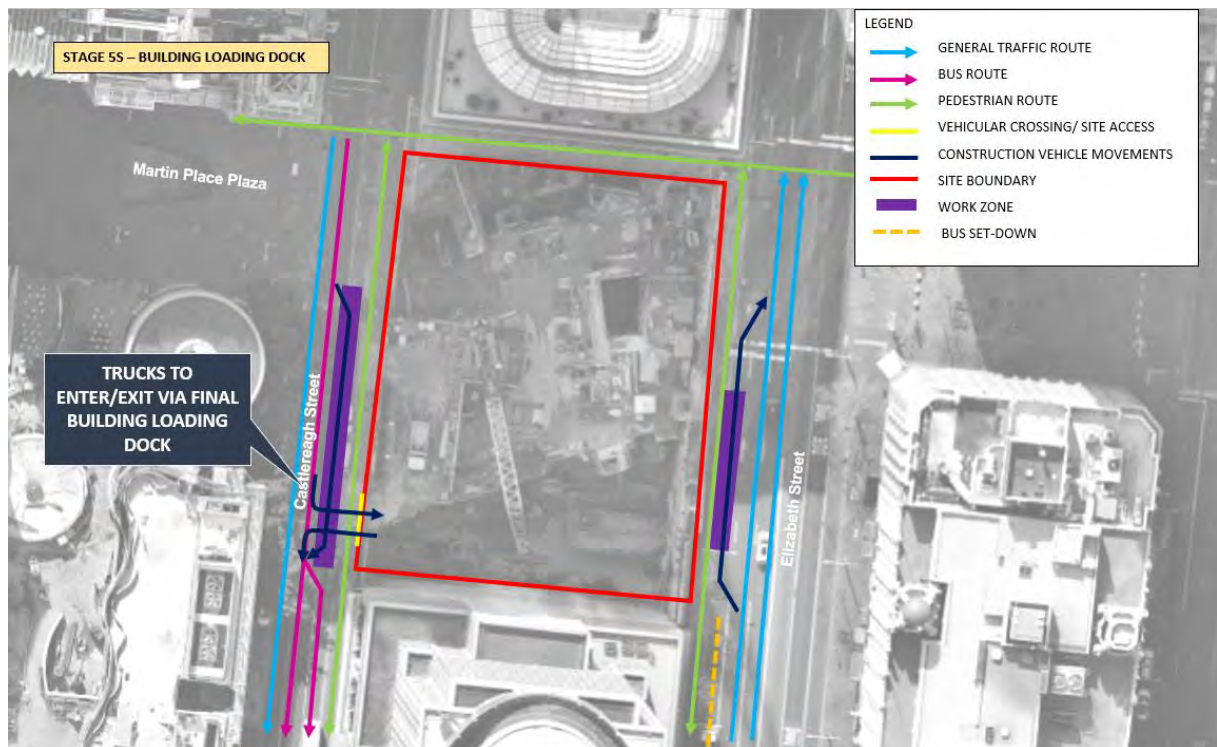 STAGE 5S – BUILDING LOADING DOCK
LEGEND
GENERAL TRAFFIC ROUTE
BUS ROUTE
PEDESTRIAN ROUTE
VEHICULAR CROSSING/ SITE ACCESS
CONSTRUCTION VEHICLE MOVEMENTS
SITE BOUNDARY
WORK ZONE
BUS SET-DOWN
Martin Place Plaza
TRUCKS TO
ENTER/EXIT VIA FINAL
BUILDING LOADING
DOCK
Castlereagh Street
Elizabeth Street